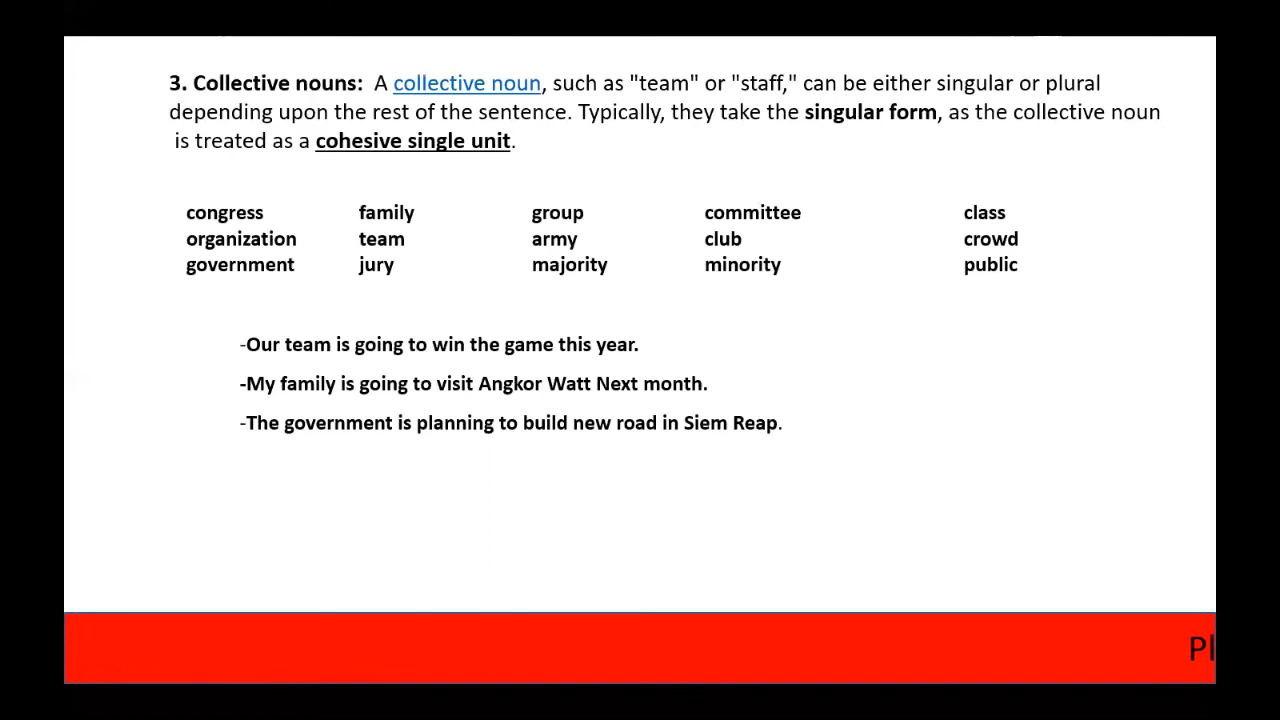 3. Collective nouns: A collective noun, such as "team" or "staff," can be either singular or plural
depending upon the rest of the sentence. Typically, they take the singular form, as the collective noun
is treated as a cohesive single unit.
congress family group committee class
organization team army club crowd
government jury majority minority public
-Our team is going to win the game this year.
-My family is going to visit Angkor Watt Next month.
-The government is planning to build new road in Siem Reap.
Pl